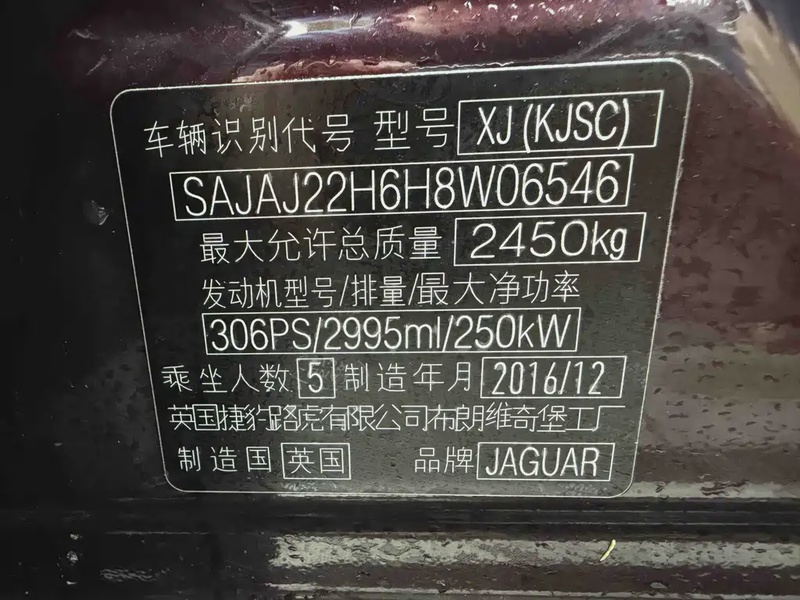 车辆识别代号 型号 XJ (KJSC)
SAJAJ22H6H8W06546
最大允许总质量 2450kg
发动机型号/排量/最大净功率
306PS/2995ml/250kW
乘坐人数 5 制造年月 2016/12
英国捷豹路虎有限公司布朗维奇堡工厂
制造国 英国 品牌 JAGUAR